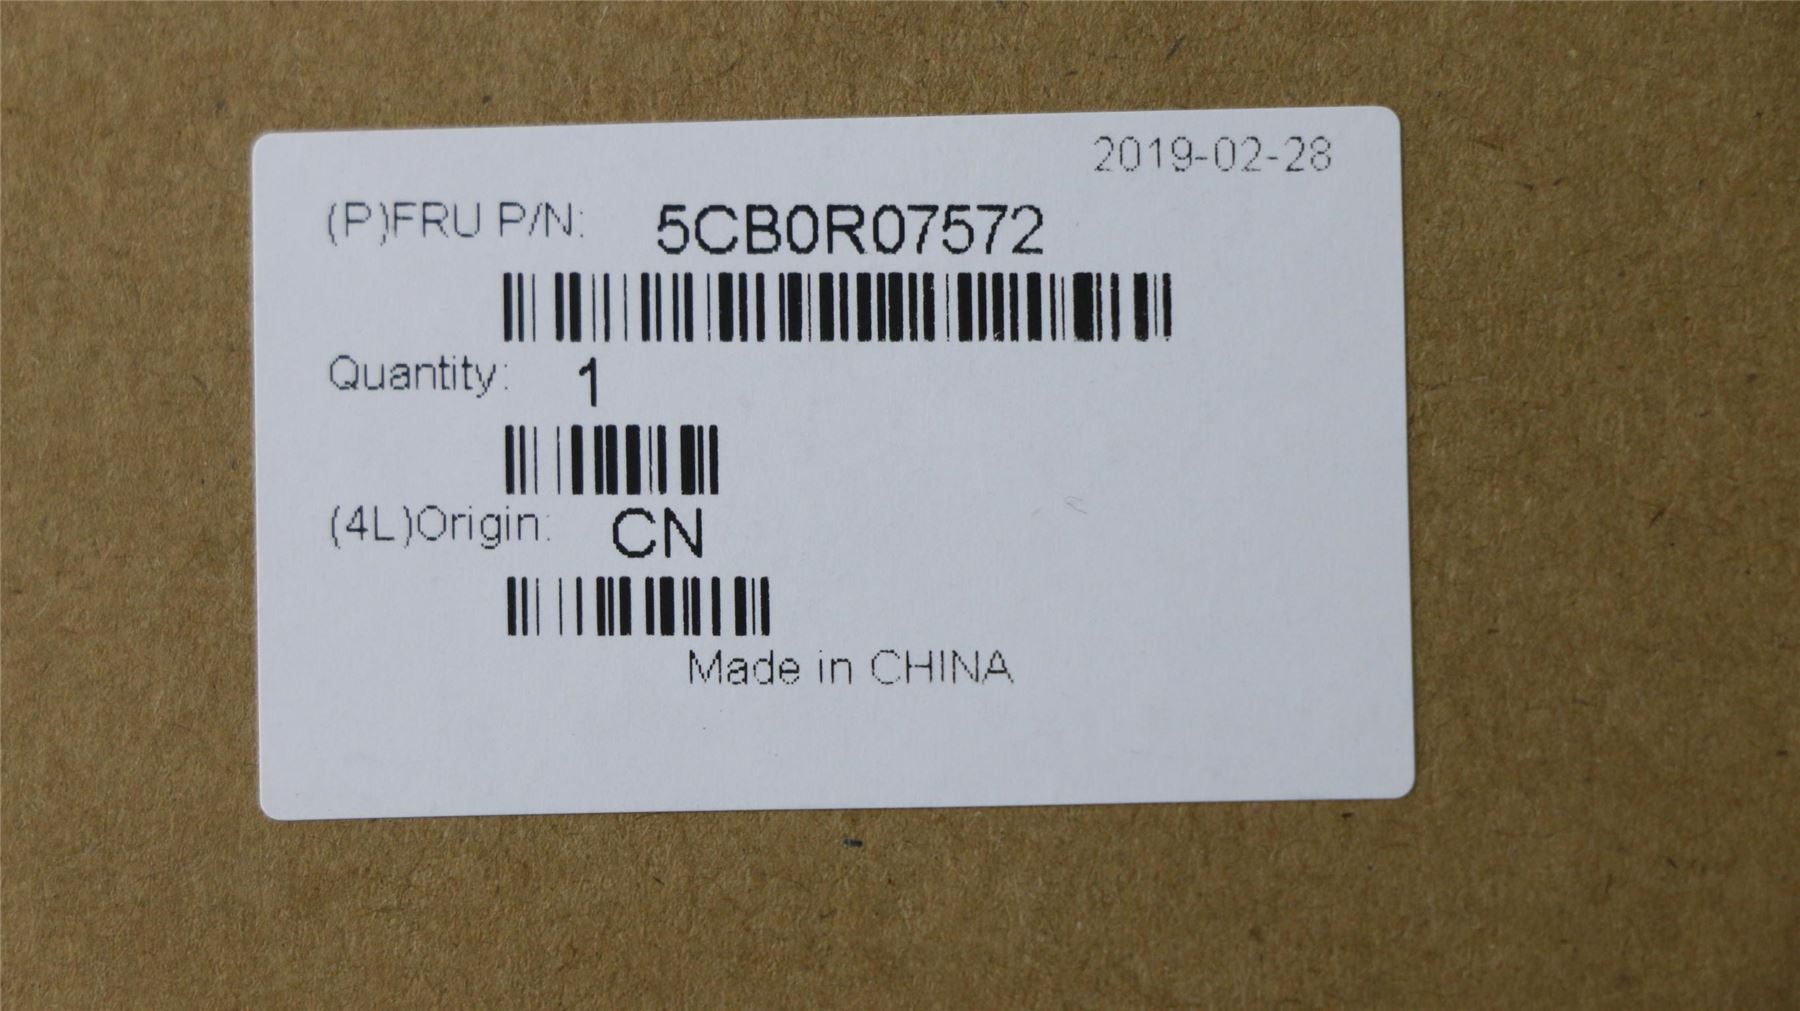 2019-02-28
(P)FRU P/N: 5CB0R07572
Quantity: 1
(4L)Origin: CN
Made in CHINA